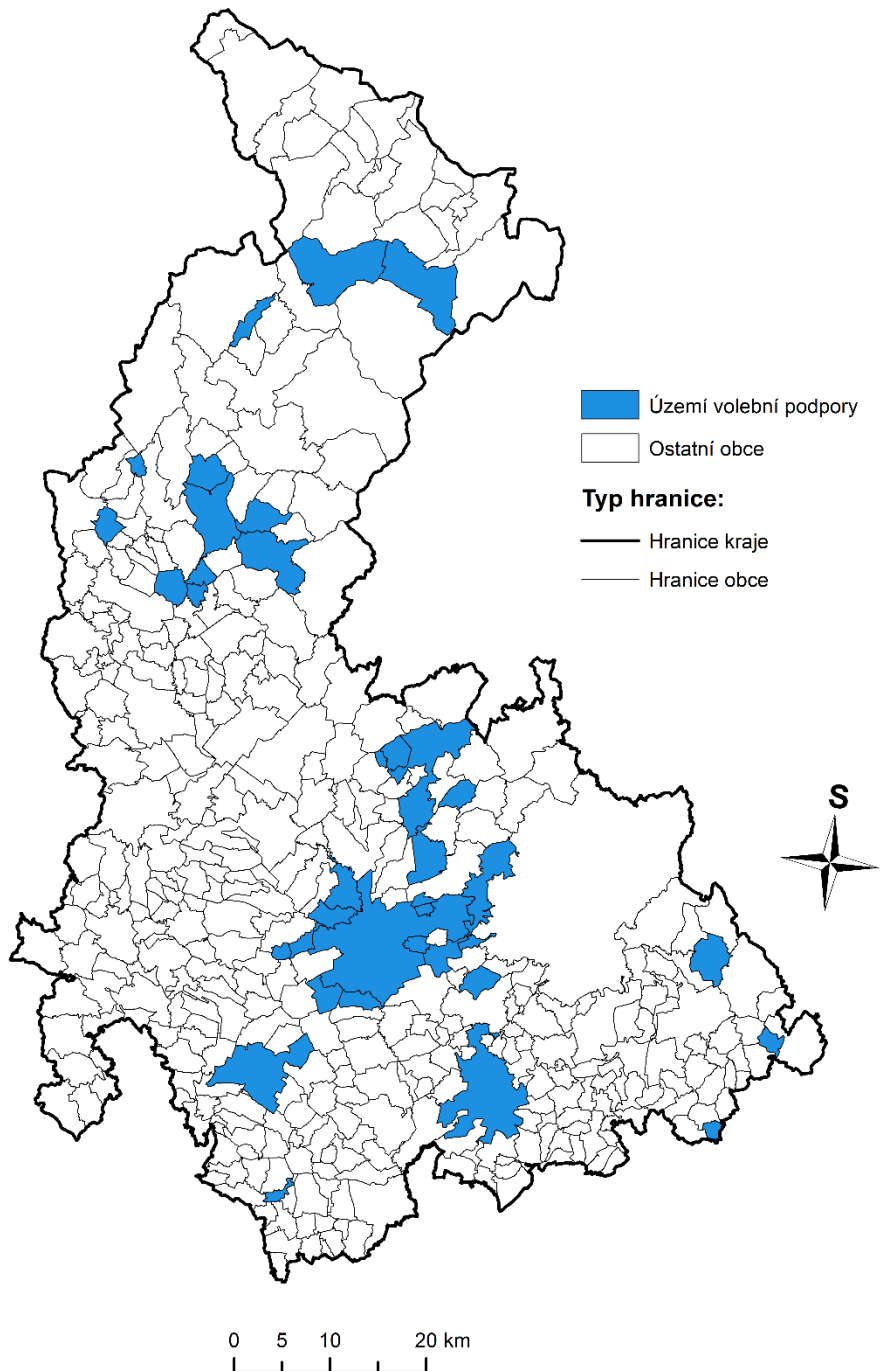 Území volební podpory
Ostatní obce
Typ hranice:
Hranice kraje
Hranice obce
S
0 5 10 20 km